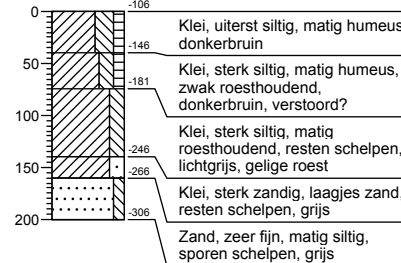 0
50
100
150
200
-106
-146
-181
-246
-266
-306
Klei, uiterst siltig, matig humeus
donkerbruin
Klei, sterk siltig, matig humeus,
zwak roesthoudend,
donkerbruin, verstoord?
Klei, sterk siltig, matig
roesthoudend, resten schelpen,
lichtgrijs, gelige roest
Klei, sterk zandig, laagjes zand,
resten schelpen, grijs
Zand, zeer fijn, matig siltig,
sporen schelpen, grijs